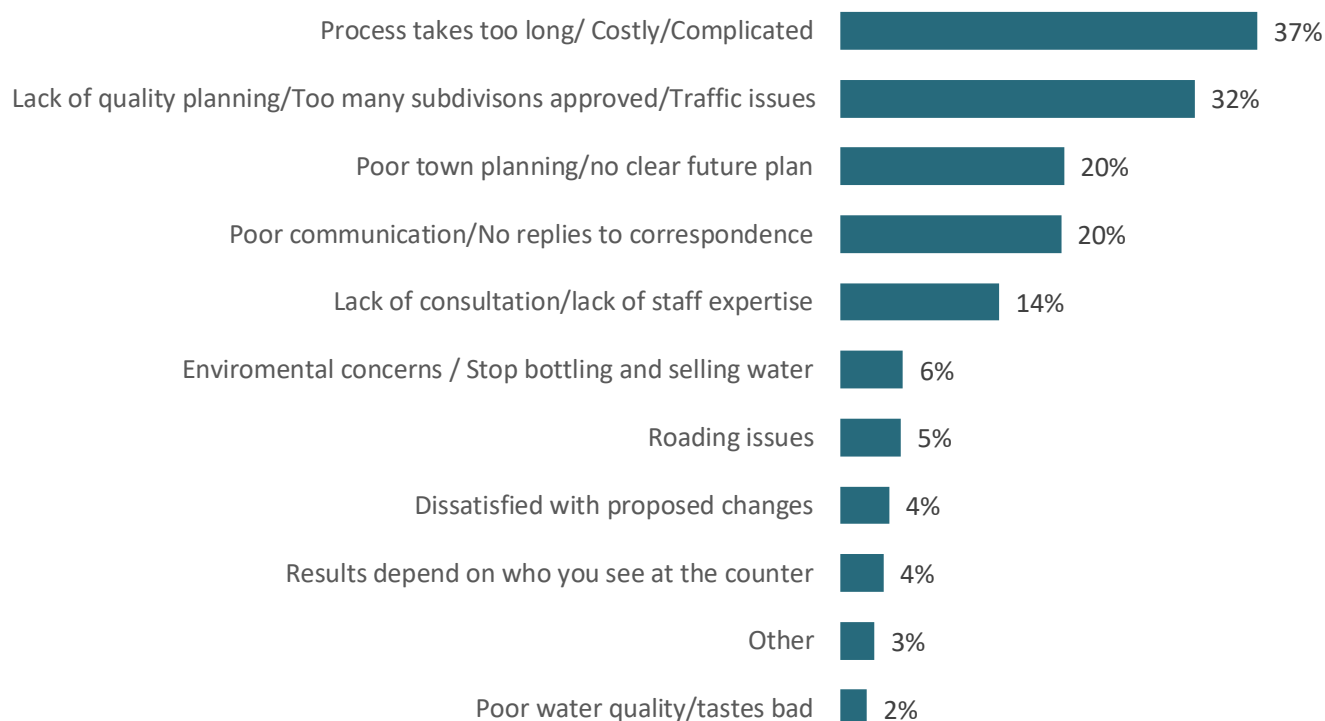 Process takes too long/ Costly/Complicated 37%
Lack of quality planning/Too many subdivisons approved/Traffic issues 32%
Poor town planning/no clear future plan 20%
Poor communication/No replies to correspondence 20%
Lack of consultation/lack of staff expertise 14%
Enviromental concerns / Stop bottling and selling water 6%
Roading issues 5%
Dissatisfied with proposed changes 4%
Results depend on who you see at the counter 4%
Other 3%
Poor water quality/tastes bad 2%